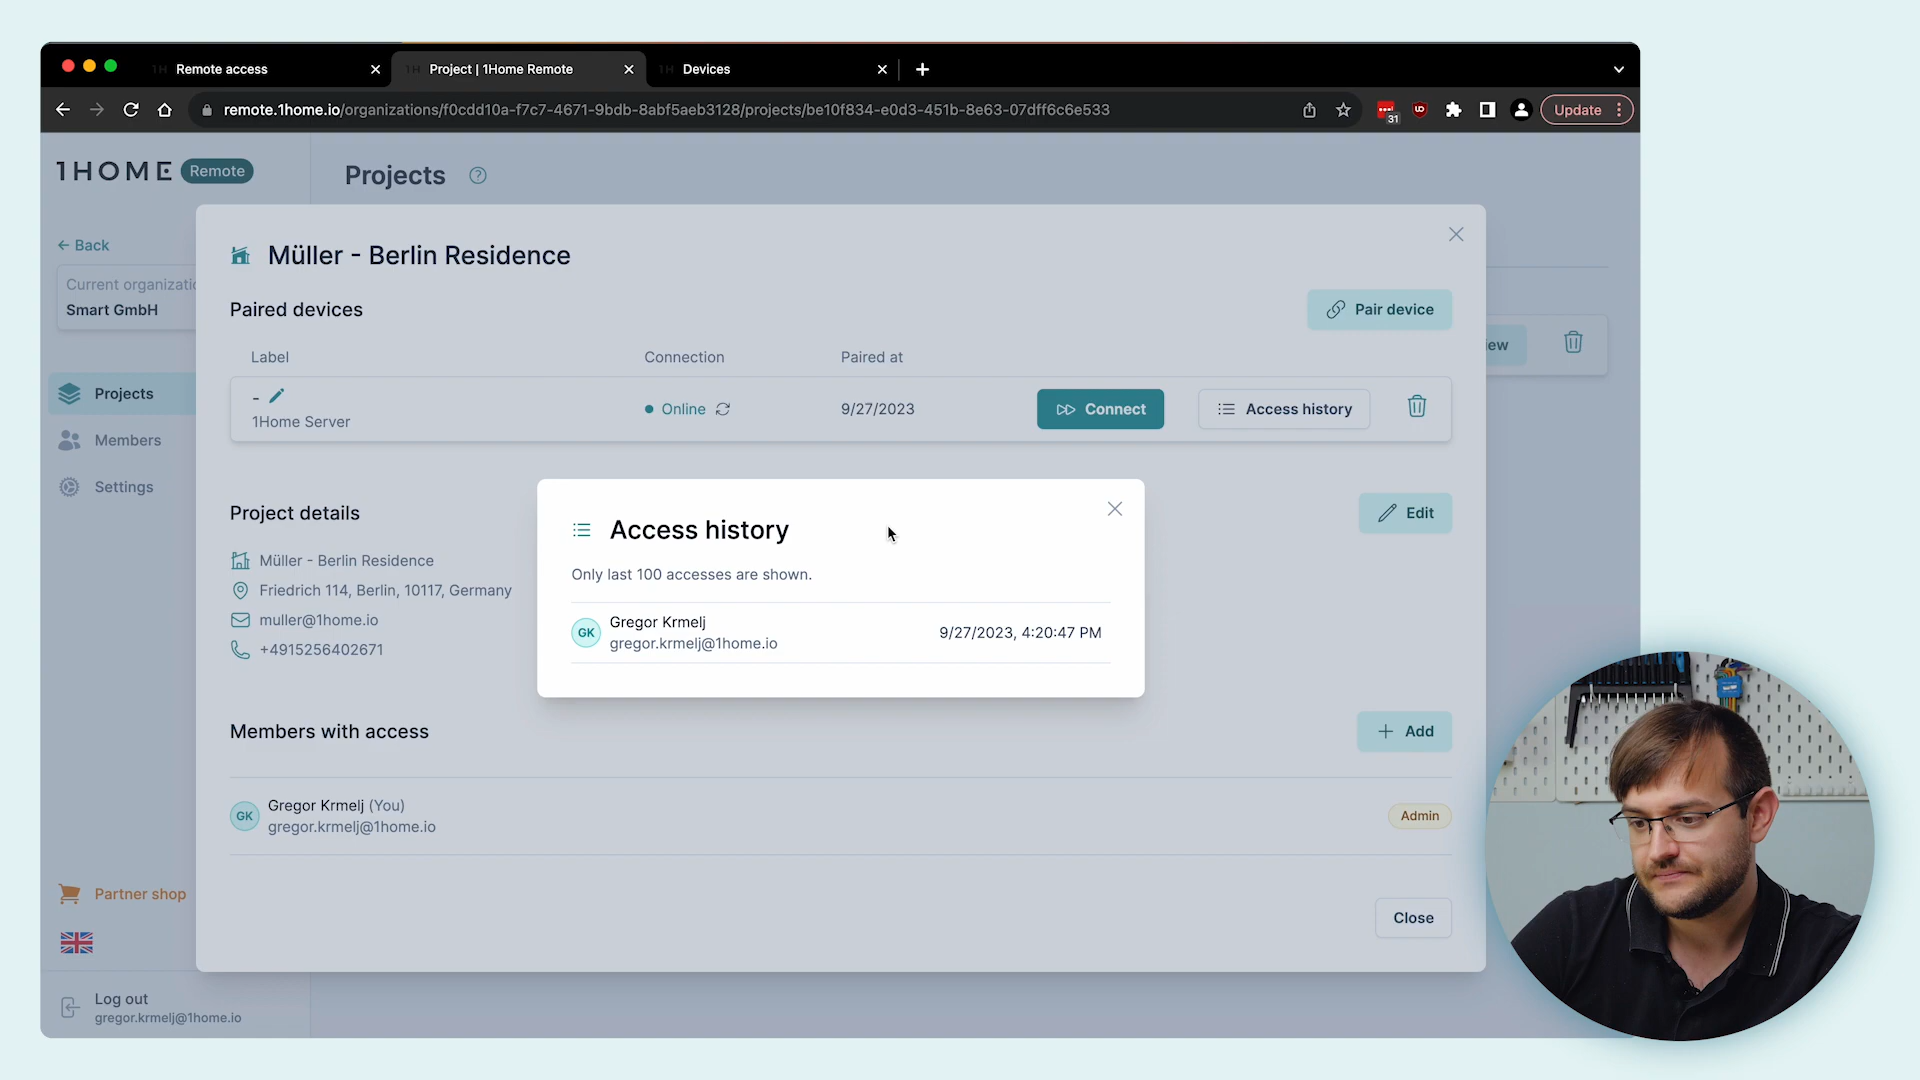 Remote access
Project | 1Home Remote
Devices
remote.1home.io/organizations/f0cdd10a-f7c7-4671-9bdb-8abf5aeb3128/projects/be10f834-e0d3-451b-8e63-07dff6c6e533
31
Update
1HOME Remote
Projects
Back
Current organizatio
Smart GmbH
Projects
Members
Settings
Partner shop
Log out
gregor.krmelj@1home.io
Müller - Berlin Residence
Paired devices
Pair device
Label
Connection
Paired at
-
1Home Server
Online
9/27/2023
Connect
Access history
iew
Project details
Edit
Müller - Berlin Residence
Friedrich 114, Berlin, 10117, Germany
muller@1home.io
+4915256402671
Access history
Only last 100 accesses are shown.
GK
Gregor Krmelj
gregor.krmelj@1home.io
9/27/2023, 4:20:47 PM
Members with access
+ Add
GK
Gregor Krmelj (You)
gregor.krmelj@1home.io
Admin
Close